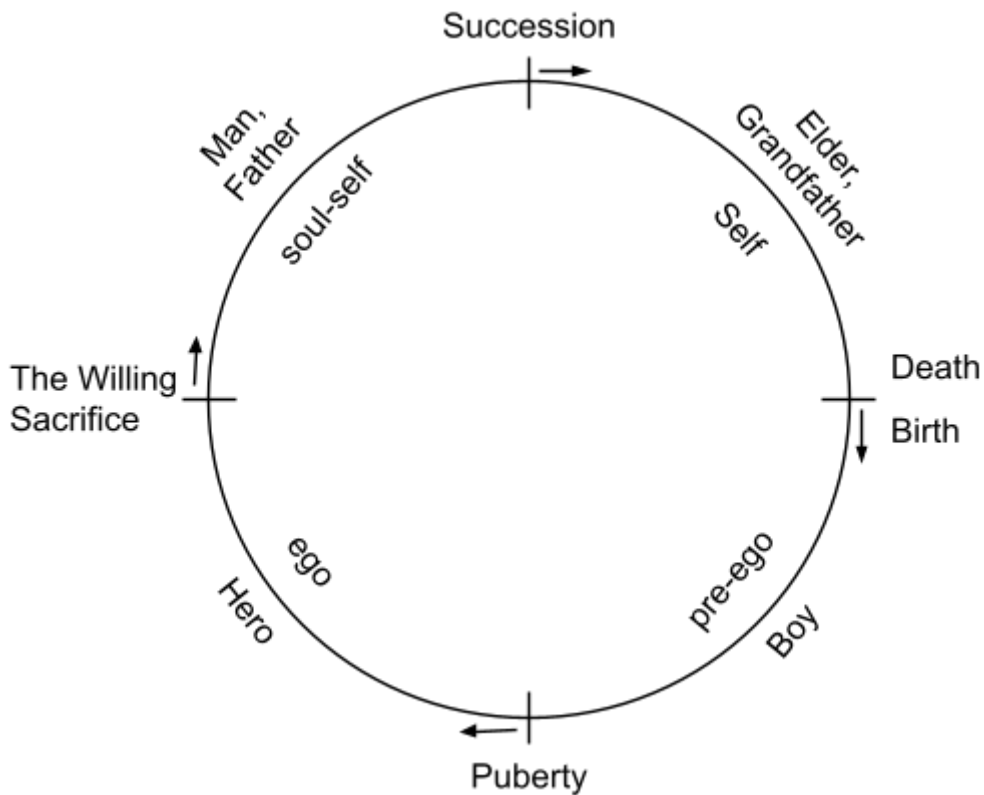 Succession
Man,
Father
soul-self
Elder,
Grandfather
Self
The Willing
Sacrifice
Death
Birth
ego
Hero
pre-ego
Boy
Puberty